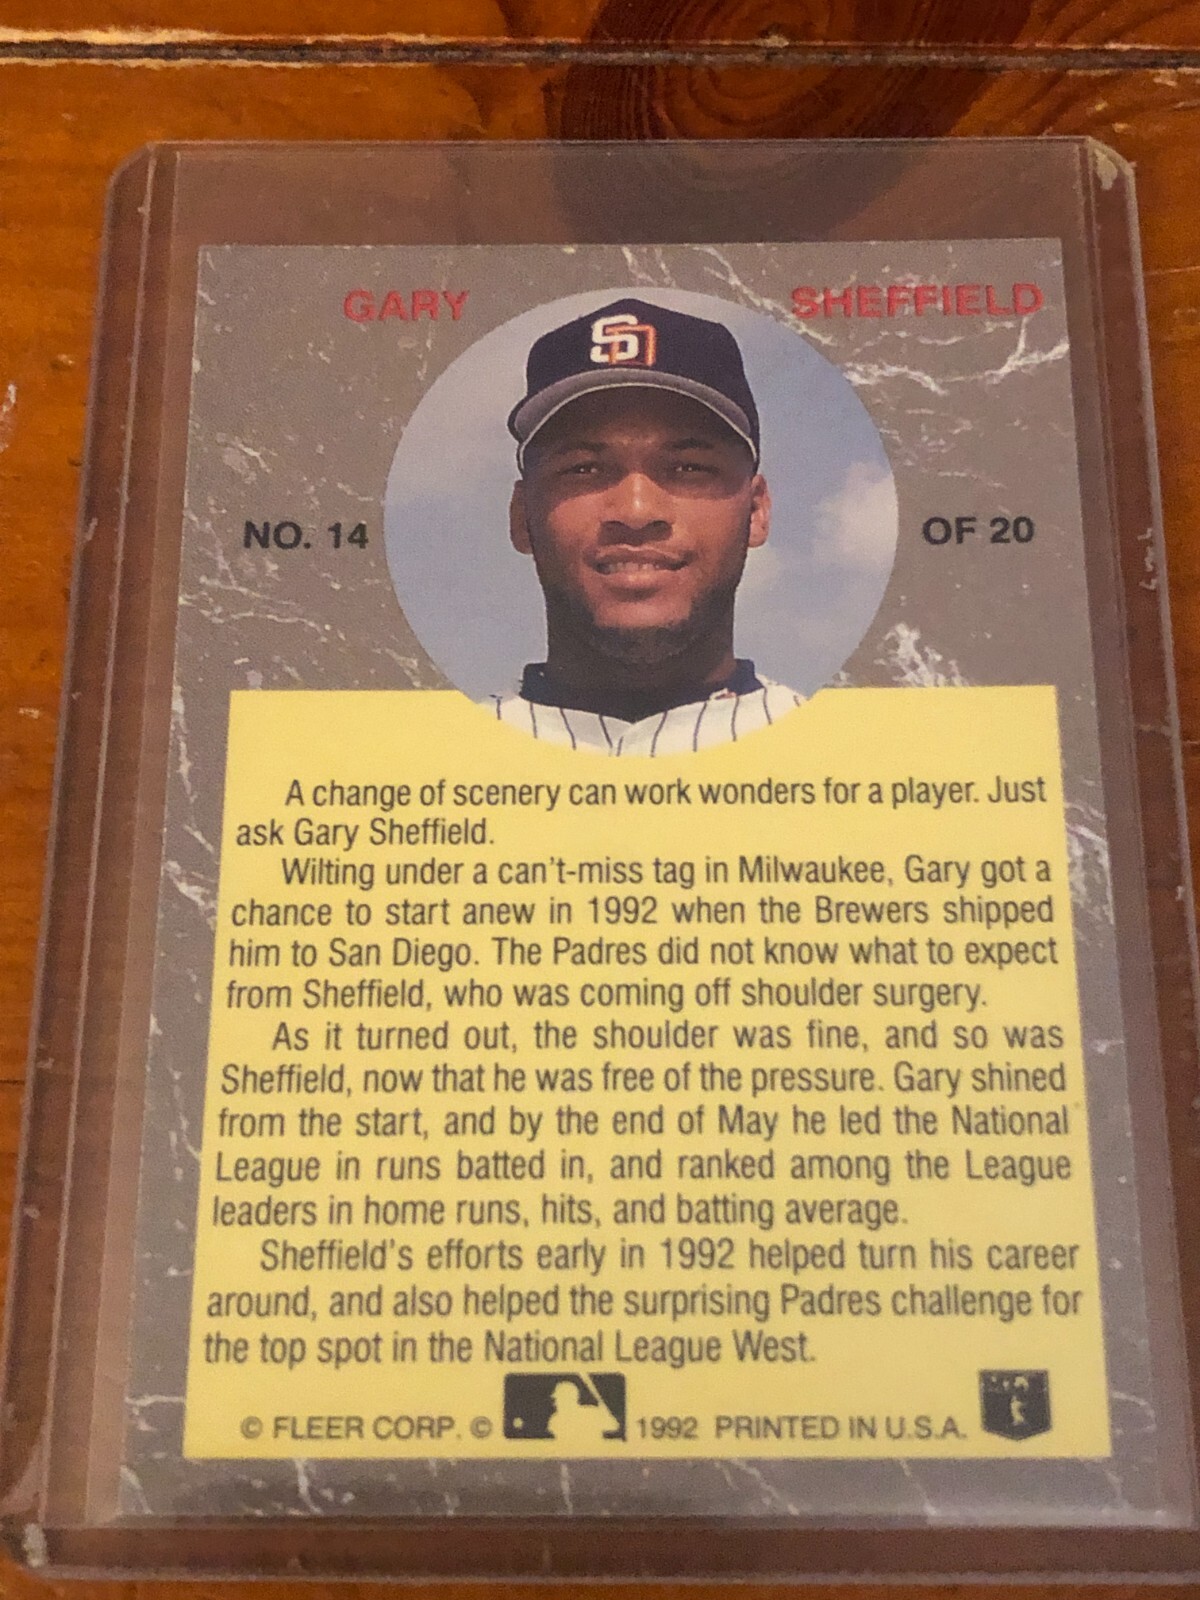 GARY SHEFFIELD
SD
NO. 14 OF 20
A change of scenery can work wonders for a player. Just
ask Gary Sheffield.
Wilting under a can't-miss tag in Milwaukee, Gary got a
chance to start anew in 1992 when the Brewers shipped
him to San Diego. The Padres did not know what to expect
from Sheffield, who was coming off shoulder surgery.
As it turned out, the shoulder was fine, and so was
Sheffield, now that he was free of the pressure. Gary shined
from the start, and by the end of May he led the National
League in runs batted in, and ranked among the League
leaders in home runs, hits, and batting average.
Sheffield's efforts early in 1992 helped turn his career
around, and also helped the surprising Padres challenge for
the top spot in the National League West.
© FLEER CORP. © 1992 PRINTED IN U.S.A.